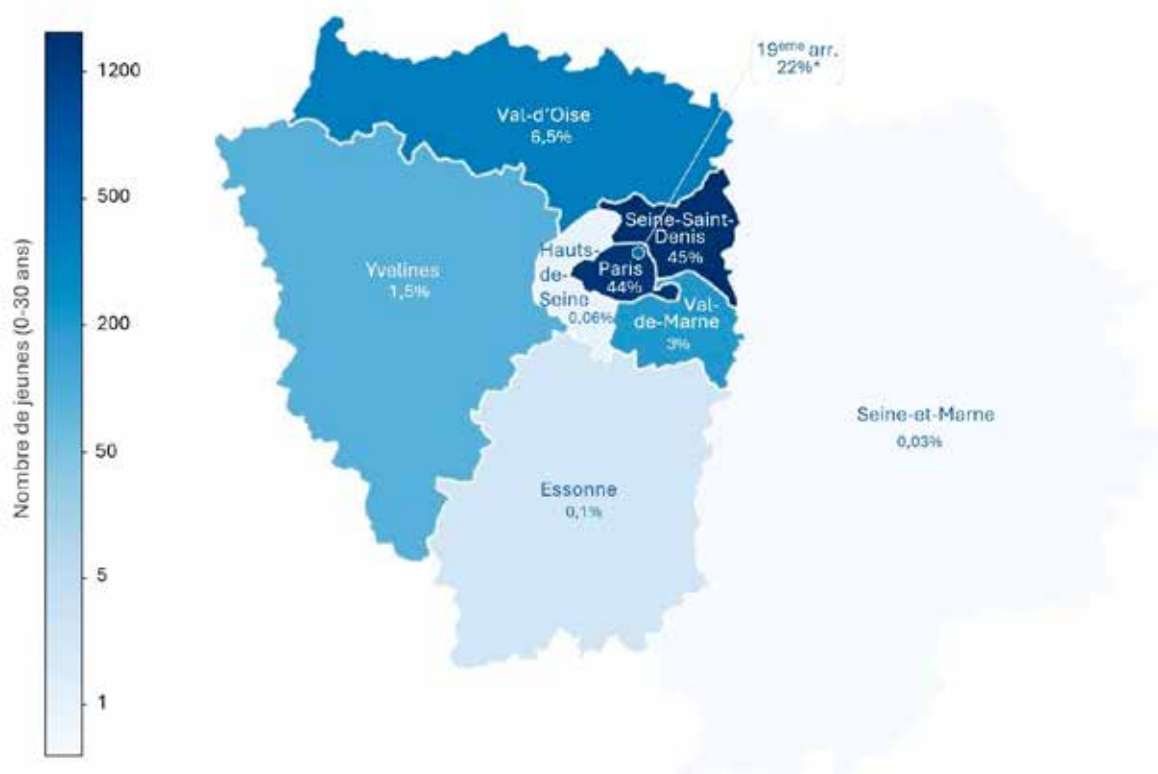 Nombre de jeunes (0-30 ans)
1200
500
200
50
5
1
19ème arr.
22%*
Val-d'Oise
6,5%
Seine-Saint-
Denis
45%
Hauts-
de-
Seine
0,06%
Paris
44%
Yvelines
1,5%
Val-
de-Marne
3%
Seine-et-Marne
0,03%
Essonne
0,1%